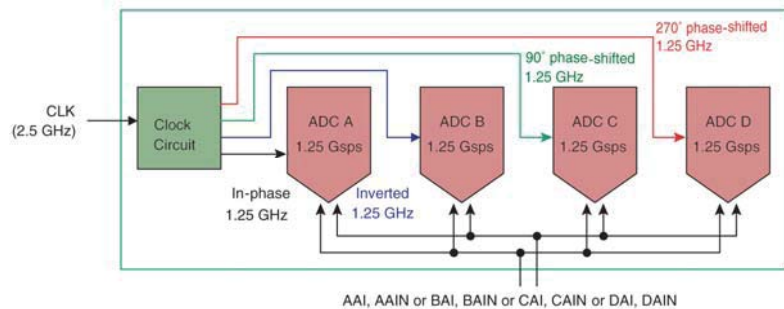 270° phase-shifted
1.25 GHz
90° phase-shifted
1.25 GHz
CLK
(2.5 GHz)
Clock
Circuit
ADC A
1.25 Gsps
ADC B
1.25 Gsps
ADC C
1.25 Gsps
ADC D
1.25 Gsps
In-phase
1.25 GHz
Inverted
1.25 GHz
AAI, AAIN or BAI, BAIN or CAI, CAIN or DAI, DAIN